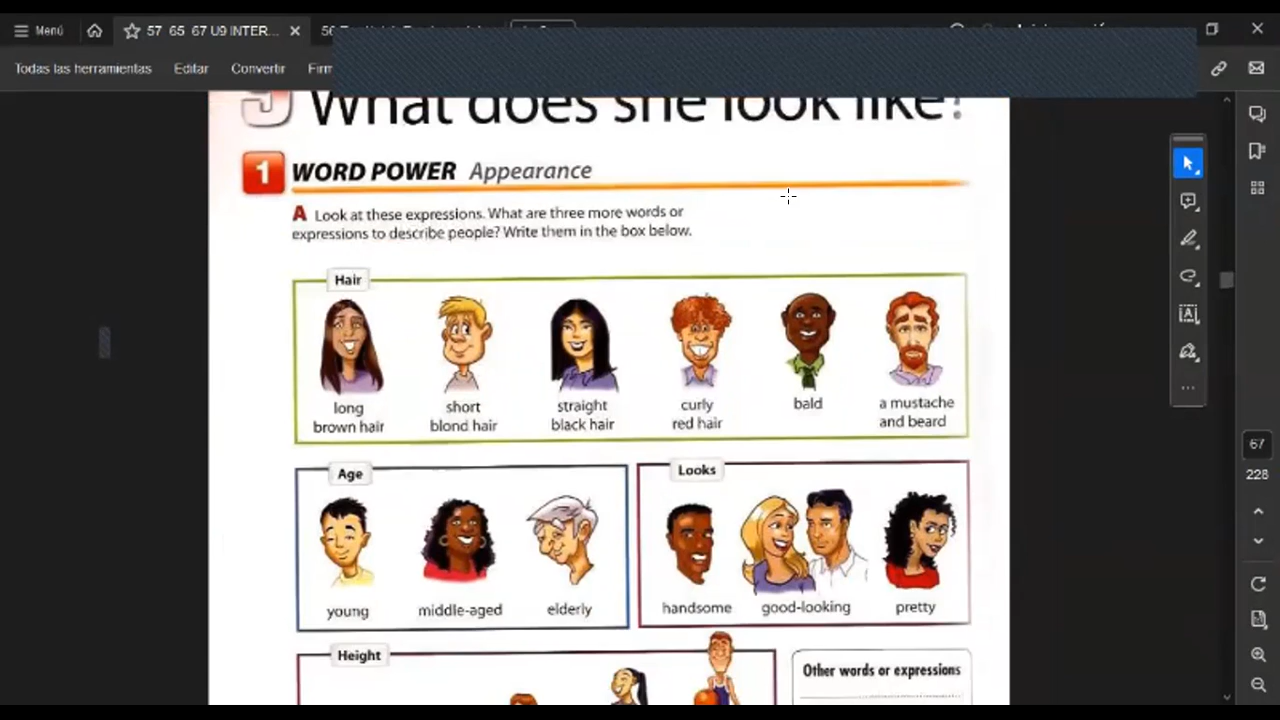 Menú
57 65 67 U9 INTER...
Todas las herramientas Editar Convertir Firm
9 What does she look like?
1 WORD POWER Appearance
A Look at these expressions. What are three more words or
expressions to describe people? Write them in the box below.
Hair
long
brown hair
short
blond hair
straight
black hair
curly
red hair
bald
a mustache
and beard
Age
young
middle-aged
elderly
Looks
handsome
good-looking
pretty
Height
Other words or expressions
67
228